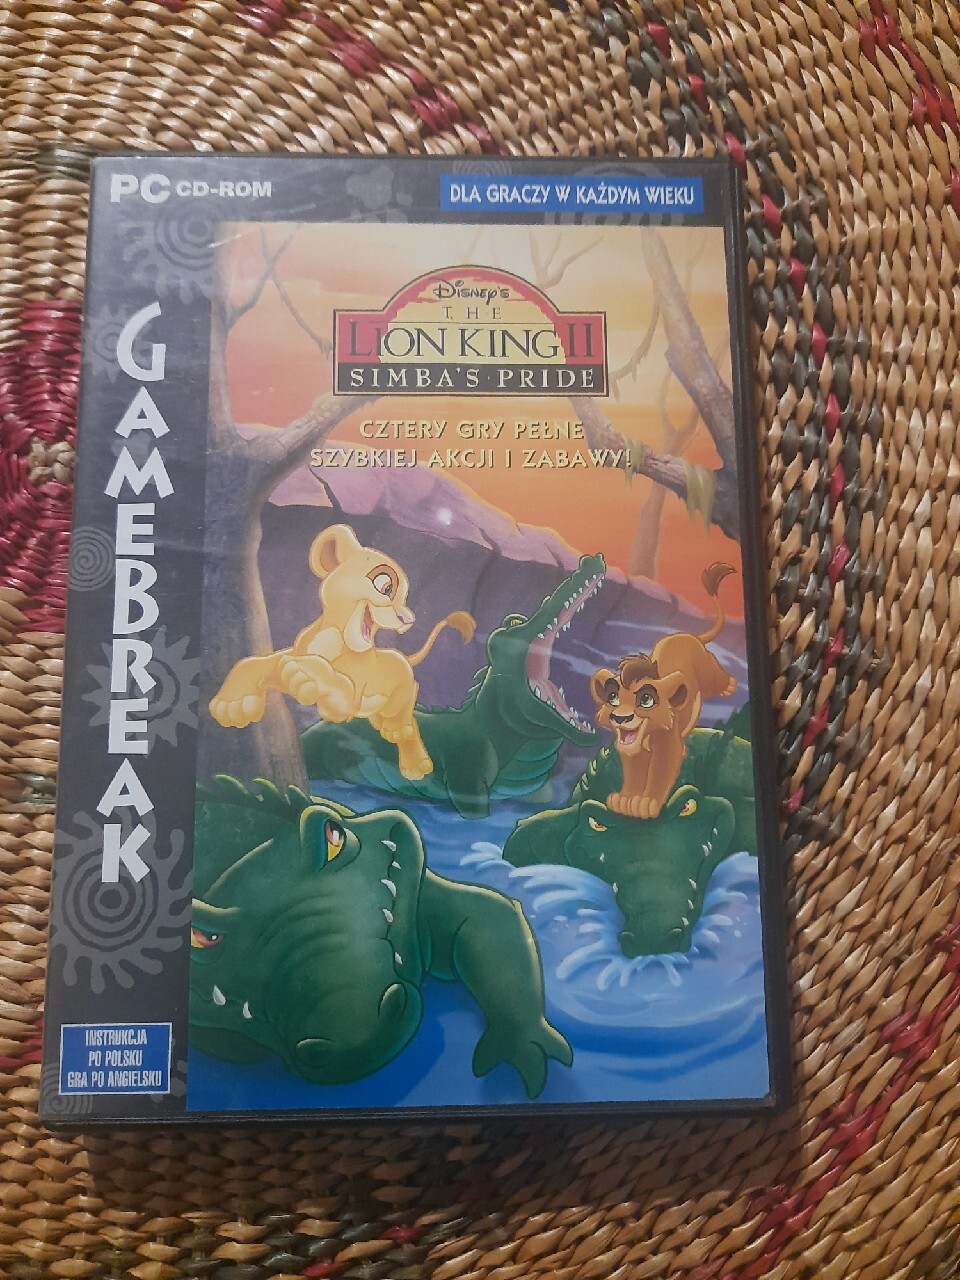 PC CD-ROM
DLA GRACZY W KAŻDYM WIEKU
GAMEBREAK
DISNEY'S
THE
LION KING II
SIMBA'S · PRIDE
CZTERY GRY PEŁNE
SZYBKIEJ AKCJI I ZABAWY!
INSTRUKCJA
PO POLSKU
GRA PO ANGIELSKU